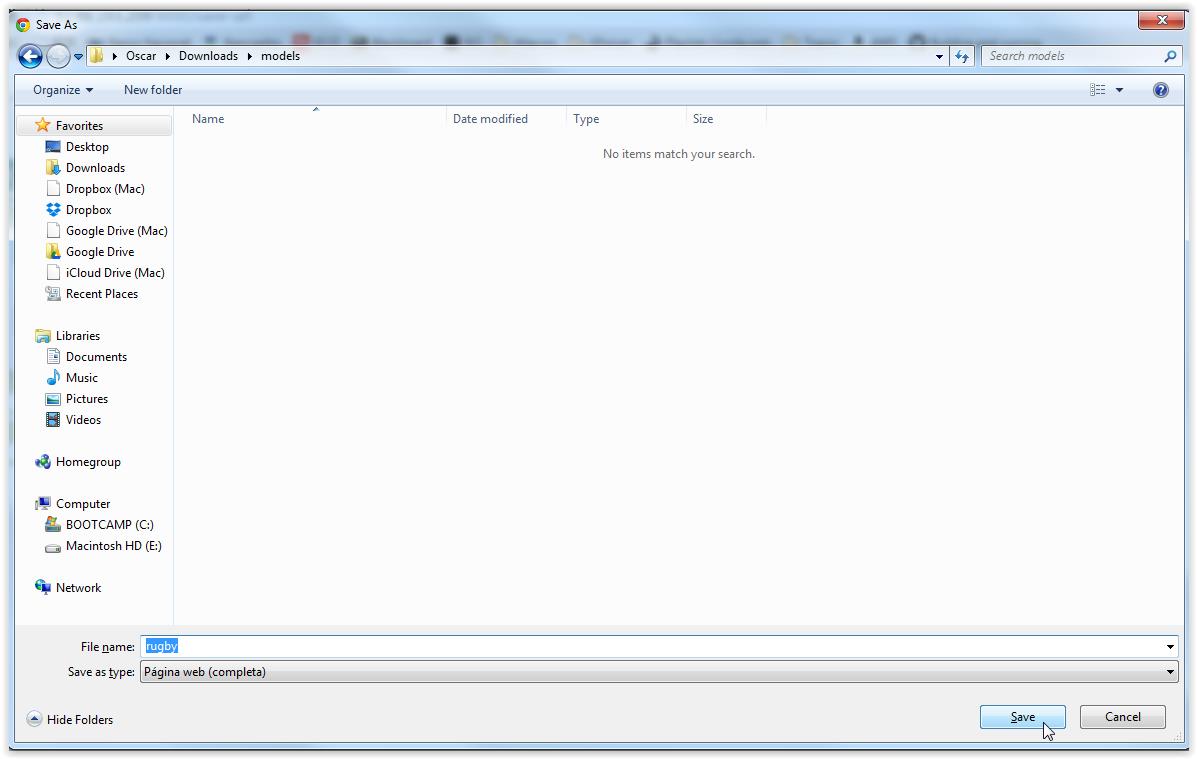 Save As
Oscar Downloads models
Search models
Organize New folder
Name Date modified Type Size
No items match your search.
Favorites
Desktop
Downloads
Dropbox (Mac)
Dropbox
Google Drive (Mac)
Google Drive
iCloud Drive (Mac)
Recent Places
Libraries
Documents
Music
Pictures
Videos
Homegroup
Computer
BOOTCAMP (C:)
Macintosh HD (E:)
Network
File name: rugby
Save as type: Página web (completa)
Hide Folders
Save Cancel